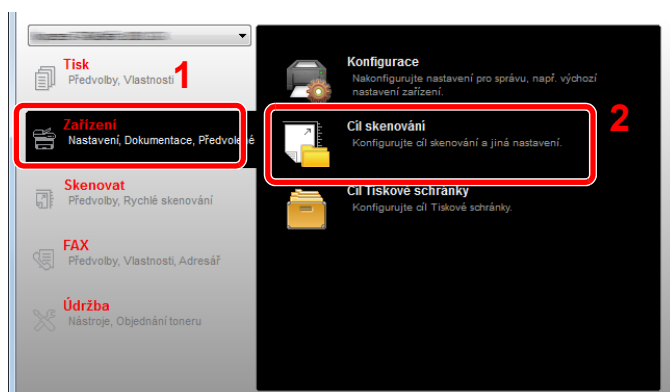 Tisk
Předvolby, Vlastnosti
1
Zařízení
Nastavení, Dokumentace, Předvolené
Skenovat
Předvolby, Rychlé skenování
FAX
Předvolby, Vlastnosti, Adresář
Údržba
Nástroje, Objednání toneru
Konfigurace
Nakonfigurujte nastavení pro správu, např. výchozí
nastavení zařízení.
Cíl skenování
Konfigurujte cíl skenování a jiná nastavení.
2
Cíl Tiskové schránky
Konfigurujte cíl Tiskové schránky.